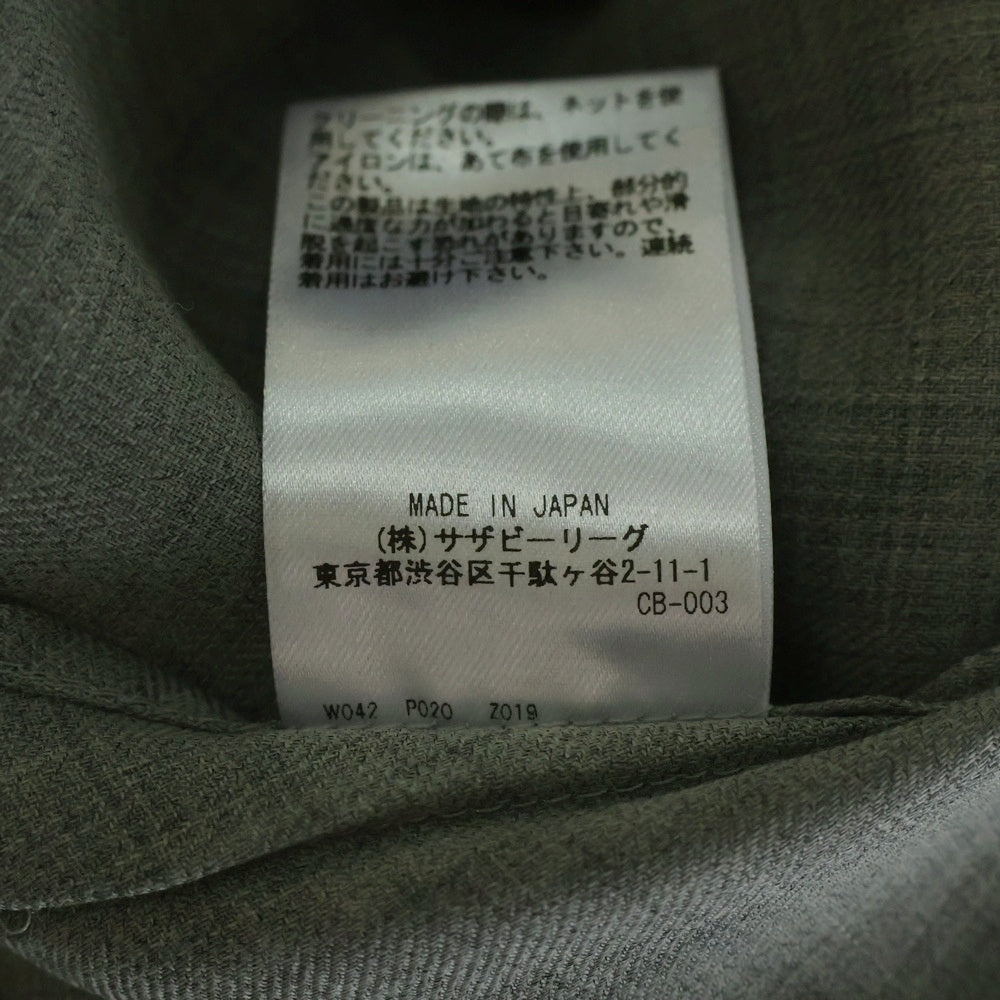 クリーニングの際は、ネットを使
用してください。
アイロンは、あて布を使用してく
ださい。
この製品は生地の特性上、部分的
に過度な力が加わると目寄れや滑
脱を起こす恐れがありますので、
着用には十分ご注意下さい。連続
着用はお避け下さい。
MADE IN JAPAN
(株)サザビーリーグ
東京都渋谷区千駄ヶ谷2-11-1
CB-003
W042 P020 Z019